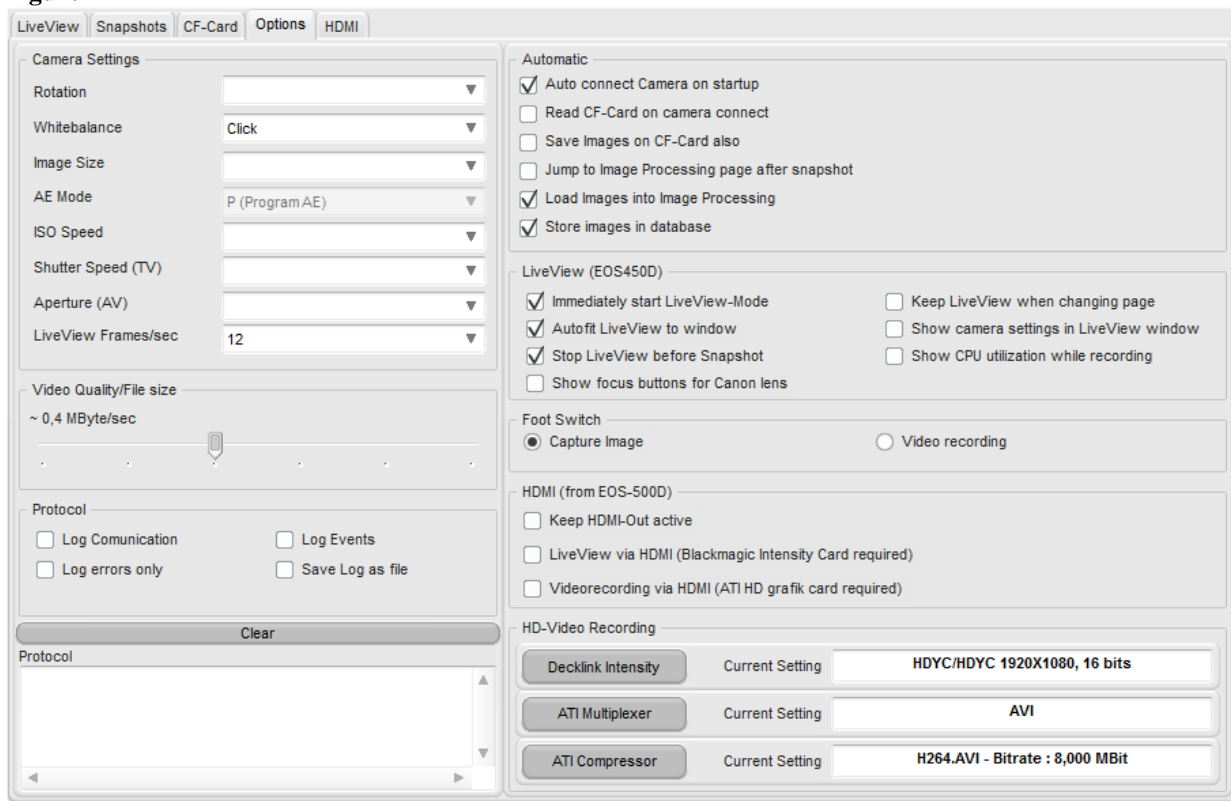 LiveView Snapshots CF-Card Options HDMI
Camera Settings
Rotation
Whitebalance Click
Image Size
AE Mode P (Program AE)
ISO Speed
Shutter Speed (TV)
Aperture (AV)
LiveView Frames/sec 12
Video Quality/File size
~ 0,4 MByte/sec
Protocol
Log Comunication Log Events
Log errors only Save Log as file
Clear
Protocol
Automatic
Auto connect Camera on startup
Read CF-Card on camera connect
Save Images on CF-Card also
Jump to Image Processing page after snapshot
Load Images into Image Processing
Store images in database
LiveView (EOS450D)
Immediately start LiveView-Mode Keep LiveView when changing page
Autofit LiveView to window Show camera settings in LiveView window
Stop LiveView before Snapshot Show CPU utilization while recording
Show focus buttons for Canon lens
Foot Switch
Capture Image Video recording
HDMI (from EOS-500D)
Keep HDMI-Out active
LiveView via HDMI (Blackmagic Intensity Card required)
Videorecording via HDMI (ATI HD grafik card required)
HD-Video Recording
Decklink Intensity Current Setting HDYC/HDYC 1920X1080, 16 bits
ATI Multiplexer Current Setting AVI
ATI Compressor Current Setting H264.AVI - Bitrate : 8,000 MBit